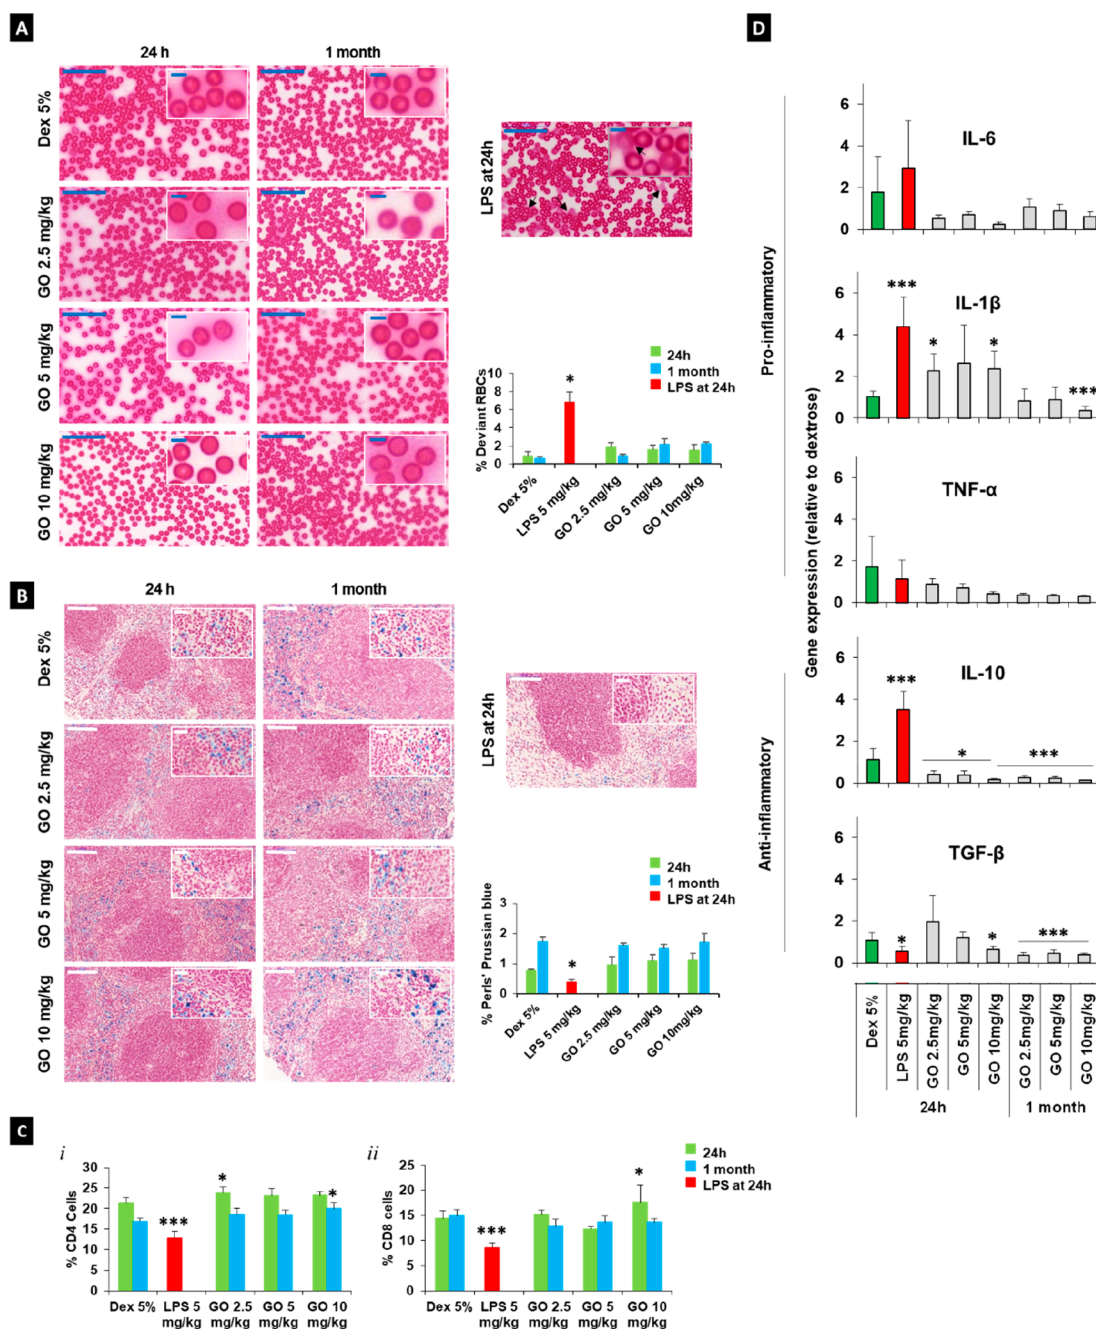 A
24 h
1 month
Dex 5%
GO 2.5 mg/kg
GO 5 mg/kg
GO 10 mg/kg
LPS at 24h
24h
1 month
LPS at 24h
% Deviant RBCs
10
8
6
4
2
0
*
Dex 5%
LPS 5 mg/kg
GO 2.5 mg/kg
GO 5 mg/kg
GO 10mg/kg
B
24 h
1 month
Dex 5%
GO 2.5 mg/kg
GO 5 mg/kg
GO 10 mg/kg
LPS at 24h
24h
1 month
LPS at 24h
% Perls' Prussian blue
3
2
1
0
*
Dex 5%
LPS 5 mg/kg
GO 2.5 mg/kg
GO 5 mg/kg
GO 10mg/kg
C
i
% CD4 Cells
30
25
20
15
10
5
0
***
*
*
Dex 5%
LPS 5 mg/kg
GO 2.5 mg/kg
GO 5 mg/kg
GO 10 mg/kg
ii
% CD8 cells
25
20
15
10
5
0
***
*
Dex 5%
LPS 5 mg/kg
GO 2.5 mg/kg
GO 5 mg/kg
GO 10 mg/kg
24h
1 month
LPS at 24h
D
Pro-inflammatory
Anti-inflammatory
Gene expression (relative to dextrose)
6
4
2
0
IL-6
6
4
2
0
IL-1β
***
*
*
***
6
4
2
0
TNF-α
6
4
2
0
IL-10
***
*
***
6
4
2
0
TGF-β
*
*
***
Dex 5%
LPS 5mg/kg
GO 2.5mg/kg
GO 5mg/kg
GO 10mg/kg
GO 2.5mg/kg
GO 5mg/kg
GO 10mg/kg
24h
1 month